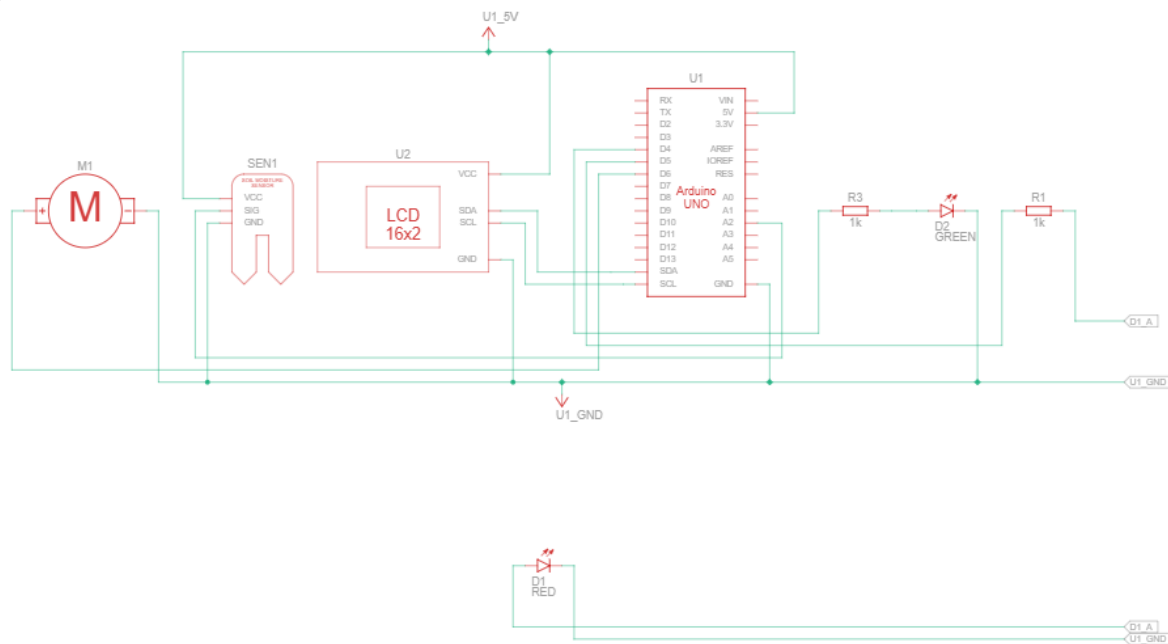 U1_5V
U1
RX
TX
D2
D3
D4
D5
D6
D7
D8
D9
D10
D11
D12
D13
SDA
SCL
VIN
5V
3.3V
AREF
IOREF
RES
A0
A1
A2
A3
A4
A5
GND
Arduino
UNO
M1
+
M
-
SEN1
SOIL MOISTURE
SENSOR
VCC
SIG
GND
U2
VCC
SDA
SCL
GND
LCD
16x2
R3
1k
D2
GREEN
R1
1k
D1_A
U1_GND
U1_GND
D1
RED
D1_A
U1_GND